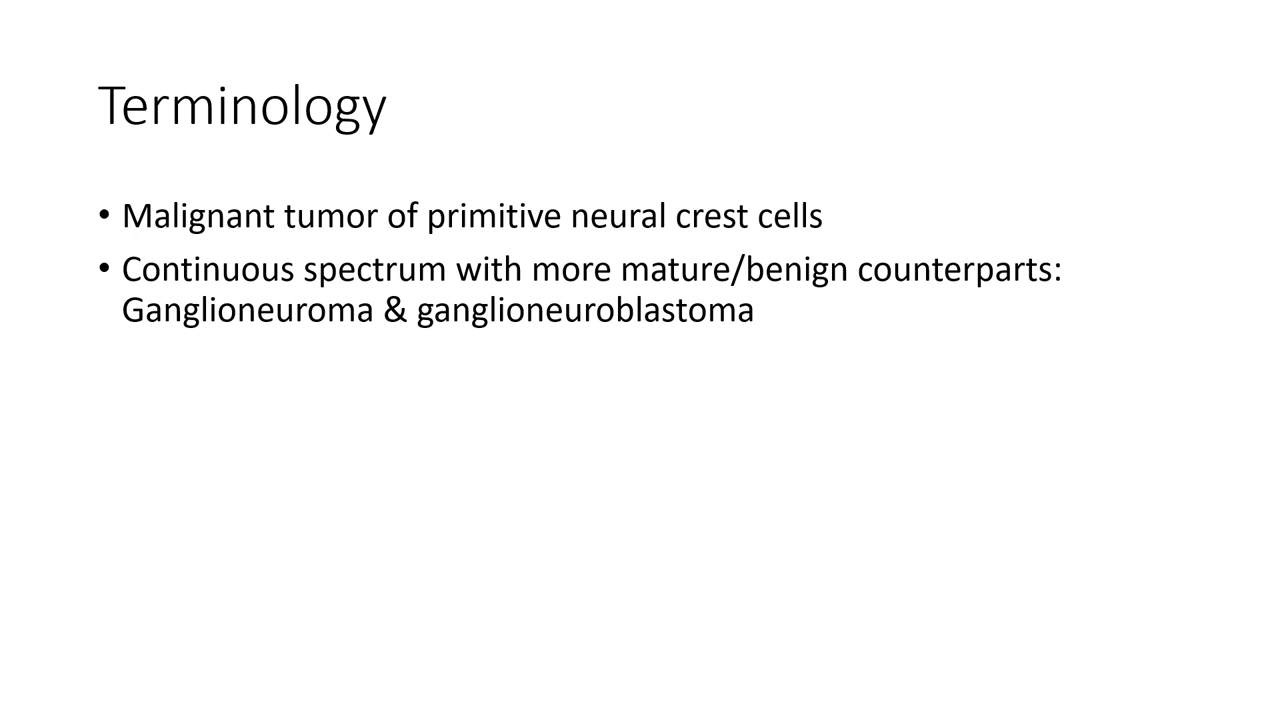 Terminology
• Malignant tumor of primitive neural crest cells
• Continuous spectrum with more mature/benign counterparts:
Ganglioneuroma & ganglioneuroblastoma